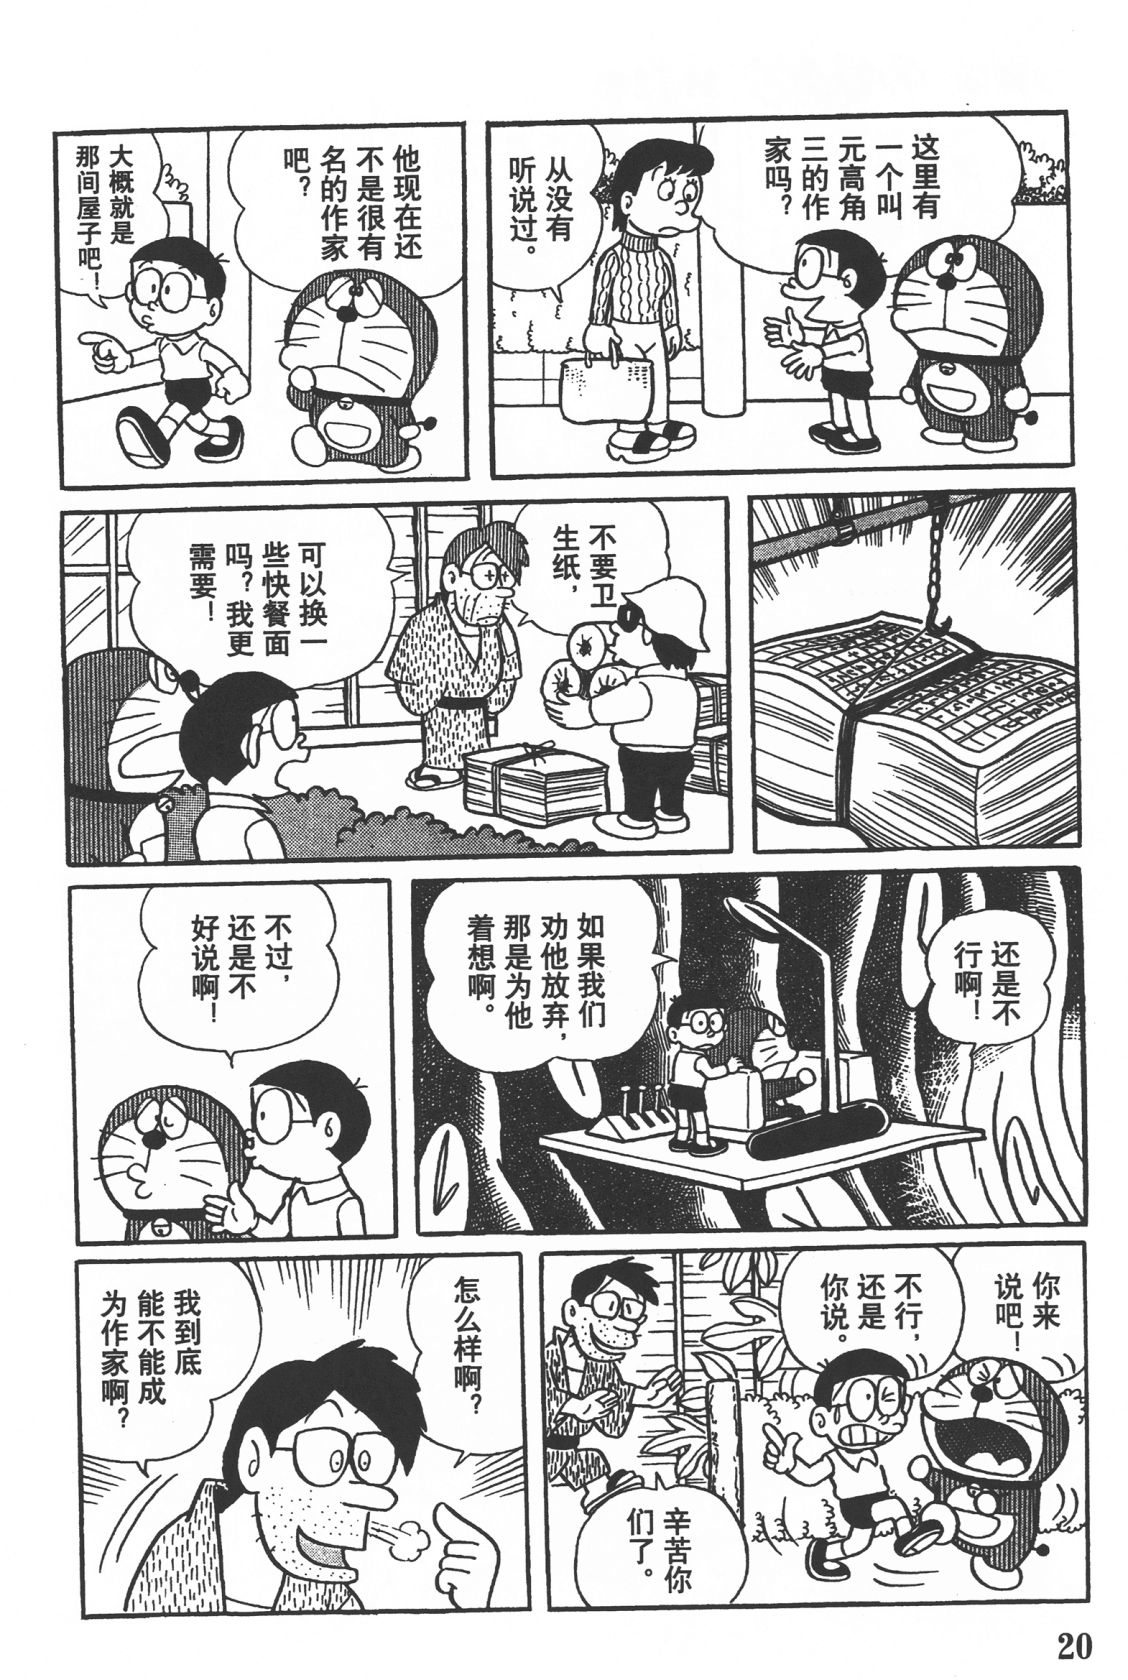 这里有
一个叫
元高角
三的作
家吗？
从没有
听说过。
他现在还
不是很有
名的作家
吧？
大概就是
那间屋子吧！
不要卫
生纸，
可以换一
些快餐面
吗？我更
需要！
还是不
行啊！
如果我们
劝他放弃，
那是为他
着想啊。
不过，
还是不
好说啊！
你来
说吧！
不行，
还是
你说。
辛苦你
们了。
怎么样啊？
我到底
能不能成
为作家啊？
20